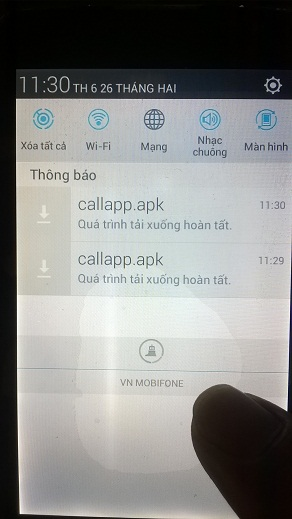 11:30 TH 6 26 THÁNG HAI
Xóa tất cả
Wi-Fi
Mạng
Nhạc
chuông
Màn hình
Thông báo
callapp.apk 11:30
Quá trình tải xuống hoàn tất.
callapp.apk 11:29
Quá trình tải xuống hoàn tất.
VN MOBIFONE